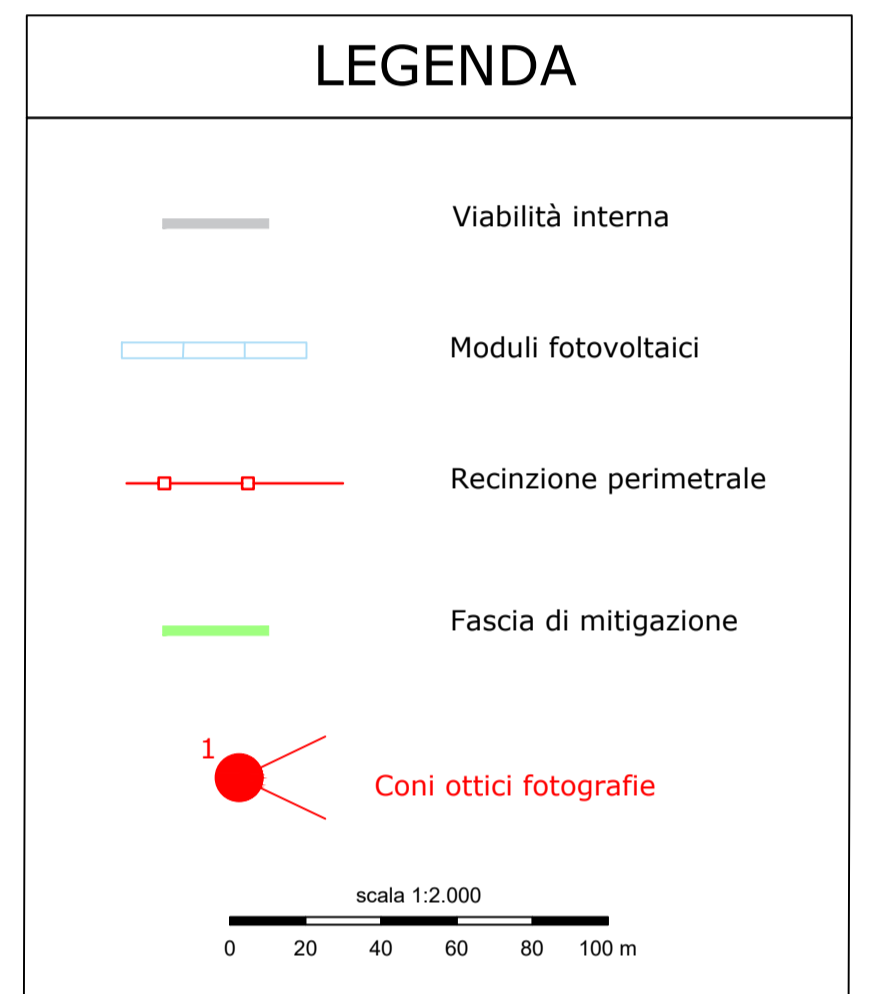 LEGENDA
Viabilità interna
Moduli fotovoltaici
Recinzione perimetrale
Fascia di mitigazione
1
Coni ottici fotografie
scala 1:2.000
0 20 40 60 80 100 m